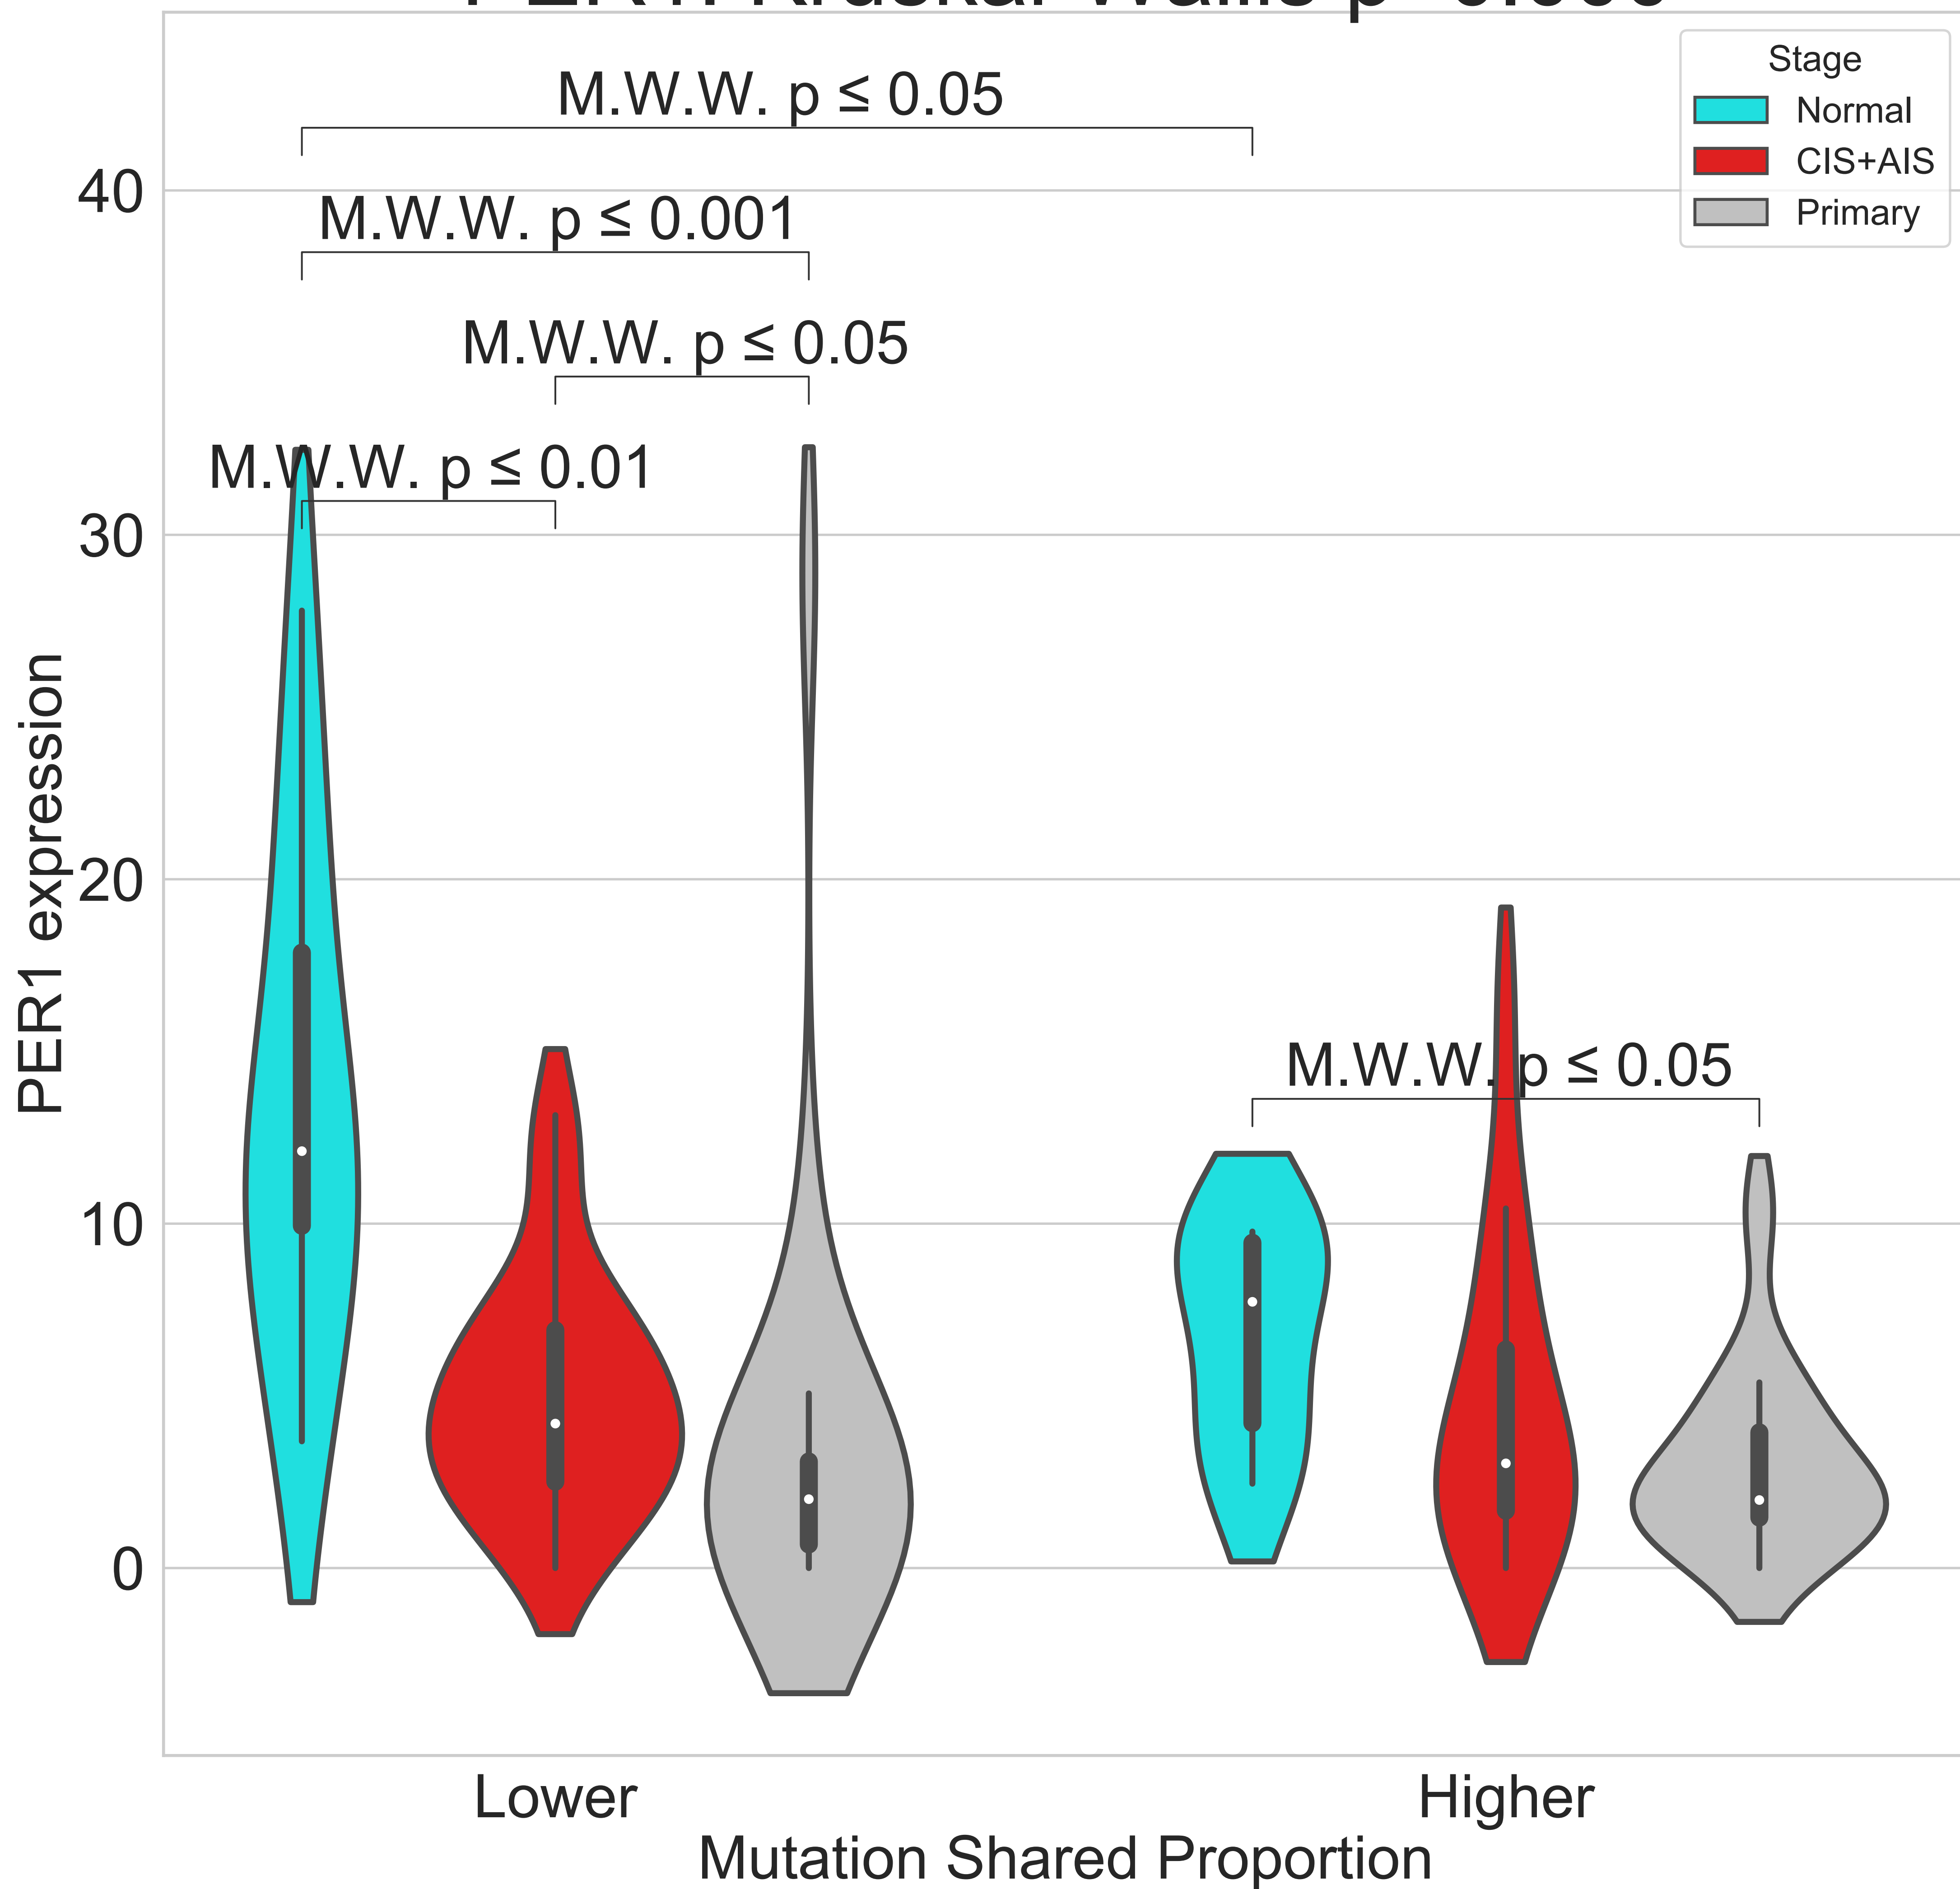 Stage
Normal
CIS+AIS
Primary
M.W.W. p ≤ 0.05
M.W.W. p ≤ 0.001
M.W.W. p ≤ 0.05
M.W.W. p ≤ 0.01
M.W.W. p ≤ 0.05
40
30
20
10
0
PER1 expression
Lower
Higher
Mutation Shared Proportion